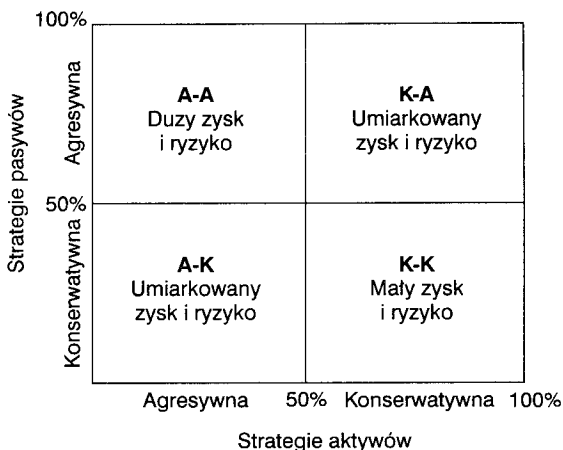 100%
A-A
Duzy zysk
i ryzyko
K-A
Umiarkowany
zysk i ryzyko
Agresywna
50%
Strategie pasywów
A-K
Umiarkowany
zysk i ryzyko
K-K
Mały zysk
i ryzyko
Konserwatywna
Agresywna 50% Konserwatywna 100%
Strategie aktywów